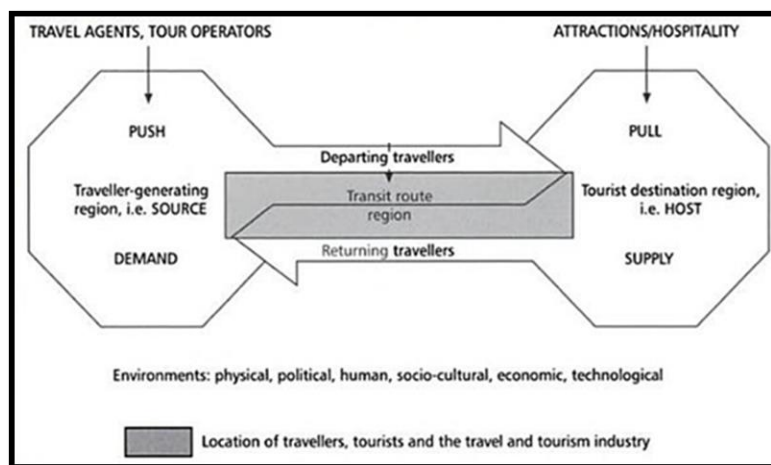 TRAVEL AGENTS, TOUR OPERATORS
ATTRACTIONS/HOSPITALITY
PUSH
PULL
Departing travellers
Traveller-generating
region, i.e. SOURCE
Transit route
region
Tourist destination region,
i.e. HOST
DEMAND
Returning travellers
SUPPLY
Environments: physical, political, human, socio-cultural, economic, technological
Location of travellers, tourists and the travel and tourism industry